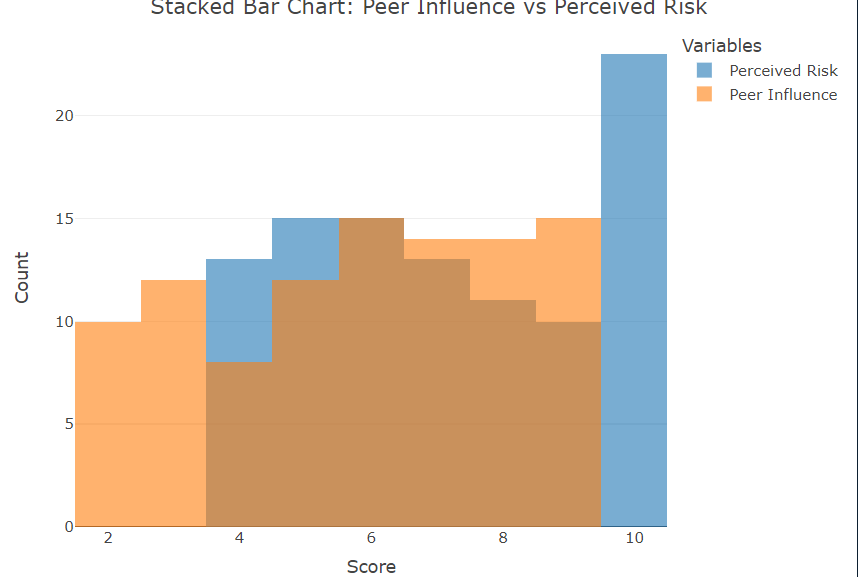 Stacked Bar Chart: Peer Influence vs Perceived Risk
Variables
Perceived Risk
Peer Influence
20
15
10
5
0
Count
2 4 6 8 10
Score